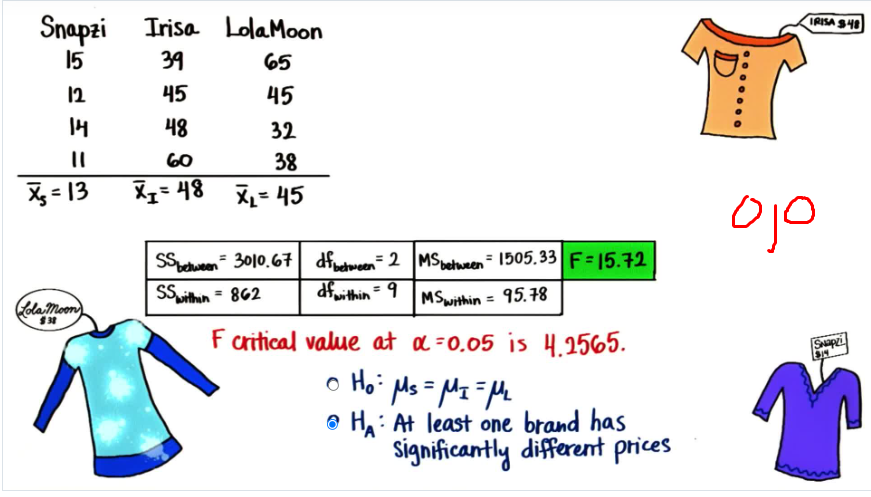 Snapzi Irisa LolaMoon
15 39 65
12 45 45
14 48 32
11 60 38
x̄S = 13 x̄I = 48 x̄L = 45
IRISA $48
0,0
SSbetween = 3010.67 dfbetween = 2 MSbetween = 1505.33 F = 15.72
SSwithin = 862 dfwithin = 9 MSwithin = 95.78
LolaMoon
$38
F critical value at α = 0.05 is 4.2565.
Snapzi
$14
H₀: μS = μI = μL
HA: At least one brand has
significantly different prices